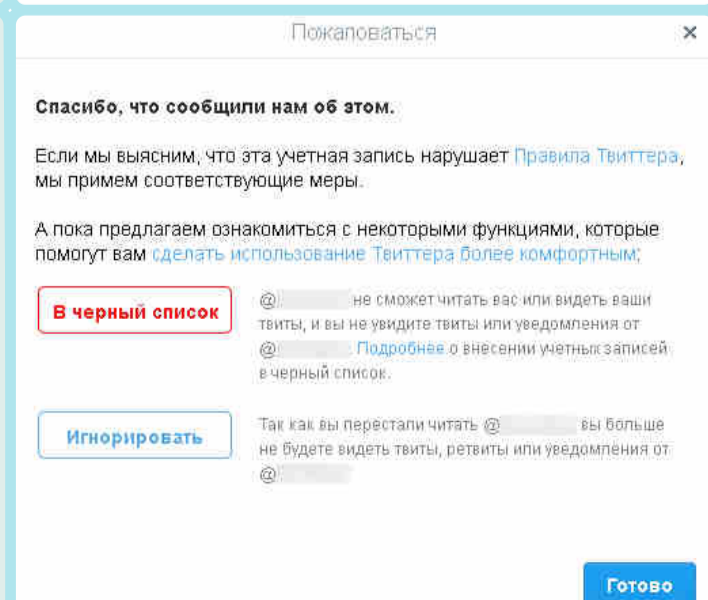 Пожаловаться ×
Спасибо, что сообщили нам об этом.
Если мы выясним, что эта учетная запись нарушает Правила Твиттера,
мы примем соответствующие меры.
А пока предлагаем ознакомиться с некоторыми функциями, которые
помогут вам сделать использование Твиттера более комфортным:
В черный список
@ не сможет читать вас или видеть ваши
твиты, и вы не увидите твиты или уведомления от
@ . Подробнее о внесении учетных записей
в черный список.
Игнорировать
Так как вы перестали читать @ вы больше
не будете видеть твиты, ретвиты или уведомления от
@
Готово